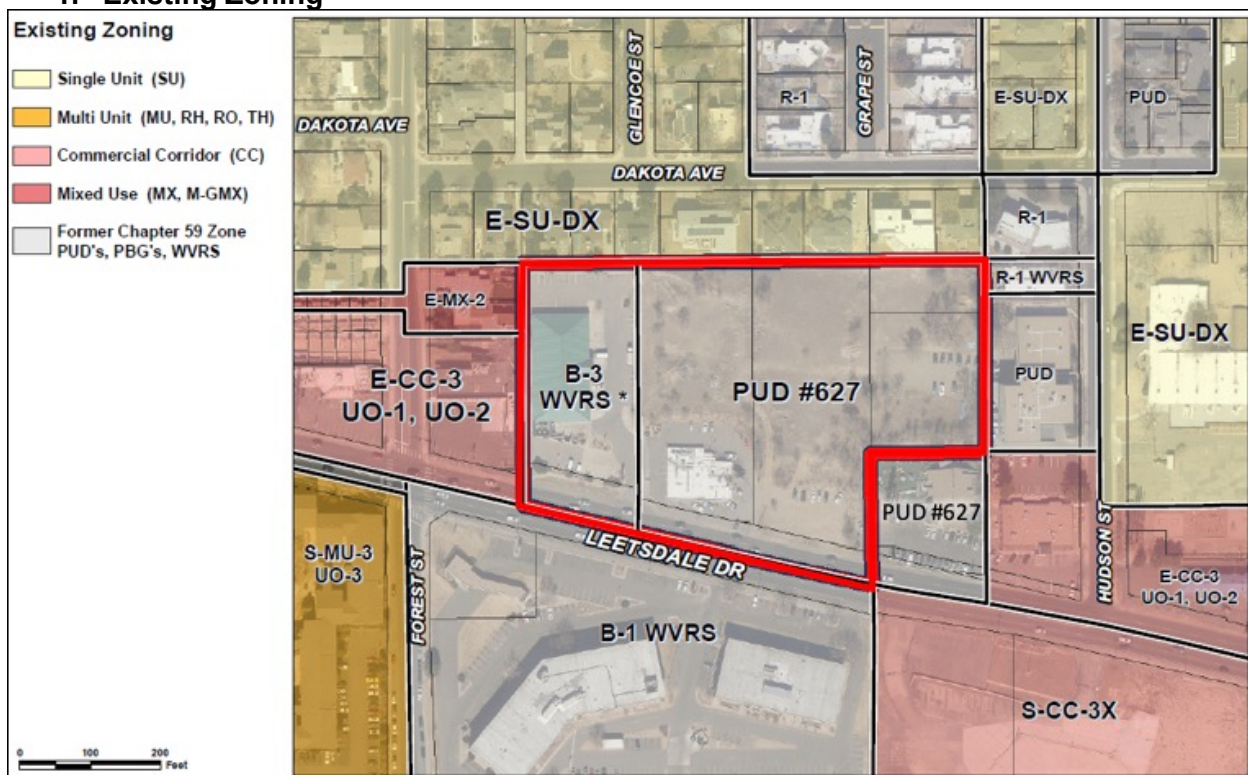 Existing Zoning
Existing Zoning
Single Unit (SU)
Multi Unit (MU, RH, RO, TH)
Commercial Corridor (CC)
Mixed Use (MX, M-GMX)
Former Chapter 59 Zone
PUD's, PBG's, WVRS
0 100 200
Feet
DAKOTA AVE
GLENCOE ST
R-1
GRAPE ST
E-SU-DX
PUD
DAKOTA AVE
E-SU-DX
R-1
R-1 WVRS
E-MX-2
E-SU-DX
E-CC-3
UO-1, UO-2
B-3
WVRS *
PUD #627
PUD
PUD #627
S-MU-3
UO-3
FOREST ST
LEETSDALE DR
HUDSON ST
E-CC-3
UO-1, UO-2
B-1 WVRS
S-CC-3X